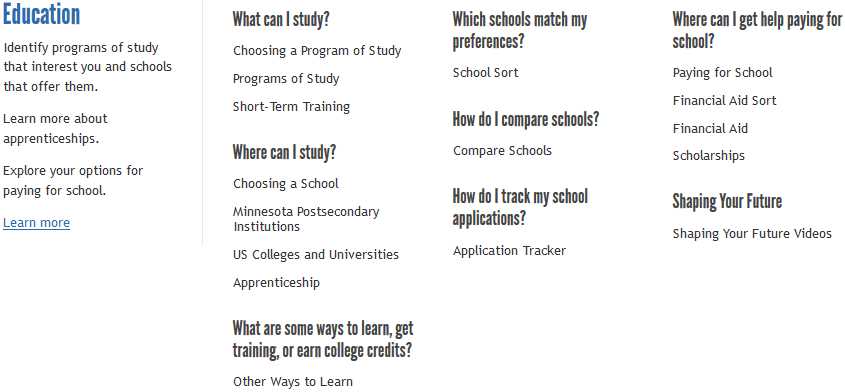 Education
Identify programs of study
that interest you and schools
that offer them.
Learn more about
apprenticeships.
Explore your options for
paying for school.
Learn more
What can I study?
Choosing a Program of Study
Programs of Study
Short-Term Training
Where can I study?
Choosing a School
Minnesota Postsecondary
Institutions
US Colleges and Universities
Apprenticeship
What are some ways to learn, get
training, or earn college credits?
Other Ways to Learn
Which schools match my
preferences?
School Sort
How do I compare schools?
Compare Schools
How do I track my school
applications?
Application Tracker
Where can I get help paying for
school?
Paying for School
Financial Aid Sort
Financial Aid
Scholarships
Shaping Your Future
Shaping Your Future Videos